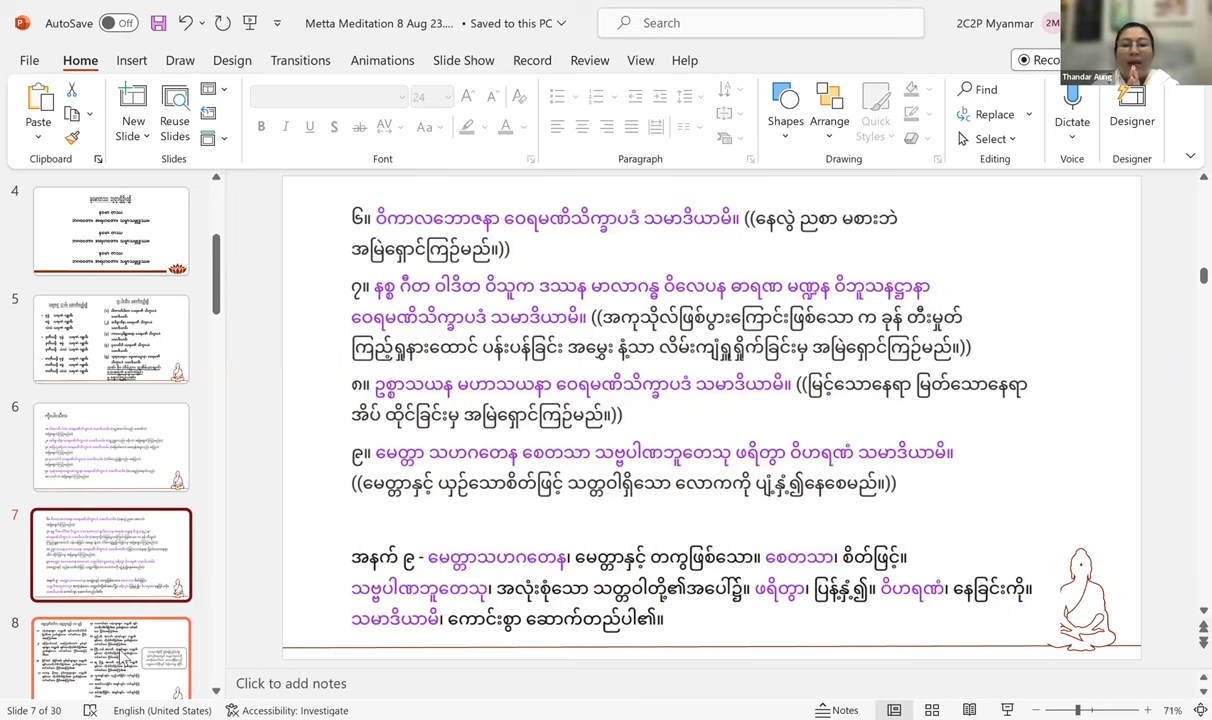 AutoSave Off Metta Meditation 8 Aug 23.... • Saved to this PC Search 2C2P Myanmar 2M
File Home Insert Draw Design Transitions Animations Slide Show Record Review View Help Reco
Thandar Aung
Paste New Slide Reuse Slides 24 Aa Shapes Arrange Quick Styles Find Replace Select Dictate Designer
Clipboard Slides Font Paragraph Drawing Editing Voice Designer
4
5
6
7
8
၆။ ဝိကာလဘောဇနာ ဝေရမဏိသိက္ခာပဒံ သမာဒိယာမိ။ ((နေလွဲ ညစာ မစားဘဲ
အမြဲရှောင်ကြဉ်မည်။))
၇။ နစ္စ ဂီတ ဝါဒိတ ဝိသူက ဒဿန မာလာဂန္ဓ ဝိလေပန ဓာရဏ မဏ္ဍန ဝိဘူသနဋ္ဌာနာ
ဝေရမဏိသိက္ခာပဒံ သမာဒိယာမိ။ ((အကုသိုလ်ဖြစ်ပွားကြောင်းဖြစ်သော က ခုန် တီးမှုတ်
ကြည့်ရှုနားထောင် ပန်းပန်ခြင်း အမွှေး နံ့သာ လိမ်းကျံရှူရှိုက်ခြင်းမှ အမြဲရှောင်ကြဉ်မည်။))
၈။ ဥစ္စာသယန မဟာသယနာ ဝေရမဏိသိက္ခာပဒံ သမာဒိယာမိ။ ((မြင့်သောနေရာ မြတ်သောနေရာ
အိပ် ထိုင်ခြင်းမှ အမြဲရှောင်ကြဉ်မည်။))
၉။ မေတ္တာ သဟဂတေန စေတသာ သဗ္ဗပါဏဘူတေသု ဖရိတွာ ဝိဟရဏံ သမာဒိယာမိ။
((မေတ္တာနှင့် ယှဉ်သောစိတ်ဖြင့် သတ္တဝါရှိသော လောကကို ပျံ့နှံ့၍နေစေမည်။))
အနက် ၉ - မေတ္တာသဟဂတေန၊ မေတ္တာနှင့် တကွဖြစ်သော။ စေတသာ၊ စိတ်ဖြင့်။
သဗ္ဗပါဏဘူတေသု၊ အလုံးစုံသော သတ္တဝါတို့၏အပေါ်၌။ ဖရိတွာ၊ ပြန့်နှံ့၍။ ဝိဟရဏံ၊ နေခြင်းကို။
သမာဒိယာမိ၊ ကောင်းစွာ ဆောက်တည်ပါ၏။
Click to add notes
Slide 7 of 30 English (United States) Accessibility: Investigate Notes 71%